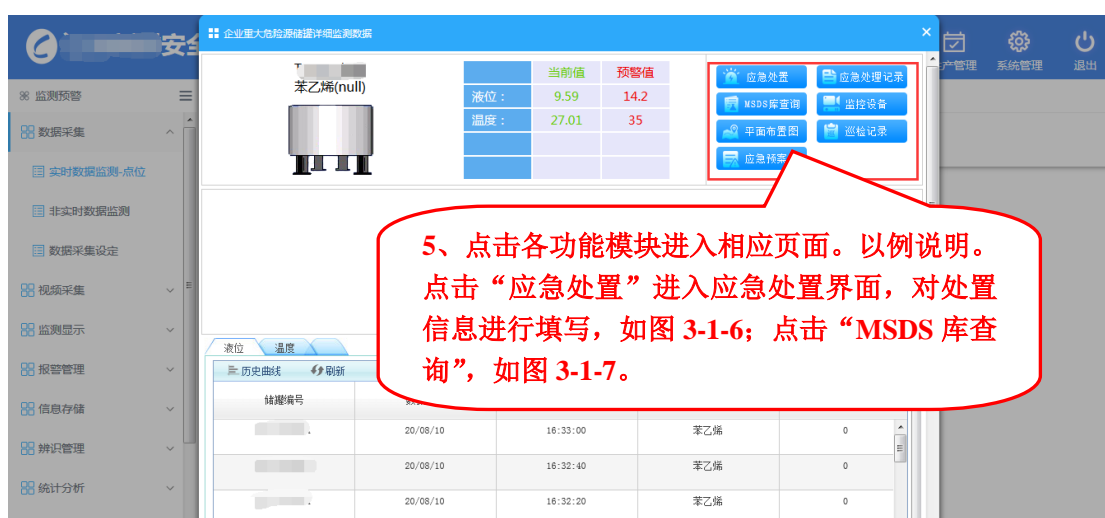 安全
企业重大危险源储罐详细监测数据
产管理
系统管理
退出
监测预警
数据采集
实时数据监测-点位
非实时数据监测
数据采集设定
视频采集
监测显示
报警管理
信息存储
辨识管理
统计分析
苯乙烯(null)
当前值 预警值
液位： 9.59 14.2
温度： 27.01 35
应急处置 应急处理记录
MSDS库查询 监控设备
平面布置图 巡检记录
应急预案
5、点击各功能模块进入相应页面。以例说明。
点击“应急处置”进入应急处置界面，对处置
信息进行填写，如图 3-1-6；点击“MSDS 库查
询”，如图 3-1-7。
液位 温度
历史曲线 刷新
储罐编号
20/08/10 16:33:00 苯乙烯 0
20/08/10 16:32:40 苯乙烯 0
20/08/10 16:32:20 苯乙烯 0